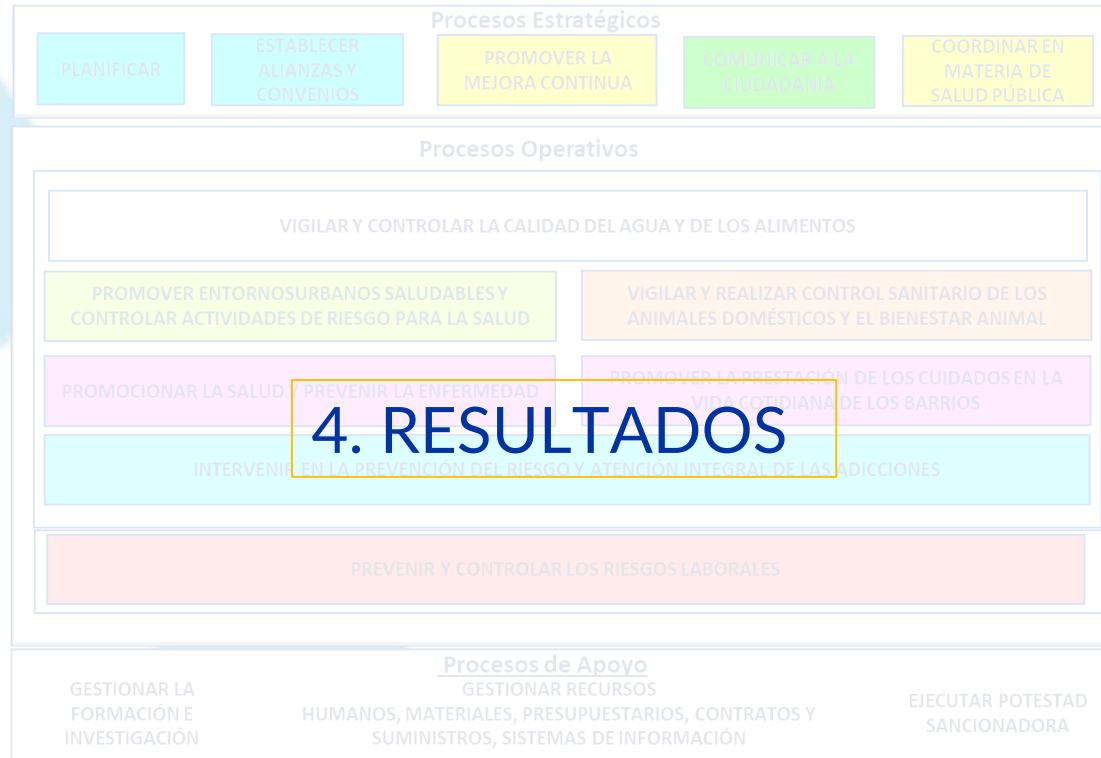 Procesos Estratégicos
PLANIFICAR
ESTABLECER
ALIANZAS Y
CONVENIOS
PROMOVER LA
MEJORA CONTINUA
COMUNICAR A LA
CIUDADANÍA
COORDINAR EN
MATERIA DE
SALUD PÚBLICA
Procesos Operativos
VIGILAR Y CONTROLAR LA CALIDAD DEL AGUA Y DE LOS ALIMENTOS
PROMOVER ENTORNOSURBANOS SALUDABLES Y
CONTROLAR ACTIVIDADES DE RIESGO PARA LA SALUD
VIGILAR Y REALIZAR CONTROL SANITARIO DE LOS
ANIMALES DOMÉSTICOS Y EL BIENESTAR ANIMAL
PROMOCIONAR LA SALUD Y PREVENIR LA ENFERMEDAD
PROMOVER LA PRESTACIÓN DE LOS CUIDADOS EN LA
VIDA COTIDIANA DE LOS BARRIOS
4. RESULTADOS
INTERVENIR EN LA PREVENCIÓN DEL RIESGO Y ATENCIÓN INTEGRAL DE LAS ADICCIONES
PREVENIR Y CONTROLAR LOS RIESGOS LABORALES
Procesos de Apoyo
GESTIONAR LA
FORMACIÓN E
INVESTIGACIÓN
GESTIONAR RECURSOS
HUMANOS, MATERIALES, PRESUPUESTARIOS, CONTRATOS Y
SUMINISTROS, SISTEMAS DE INFORMACIÓN
EJECUTAR POTESTAD
SANCIONADORA